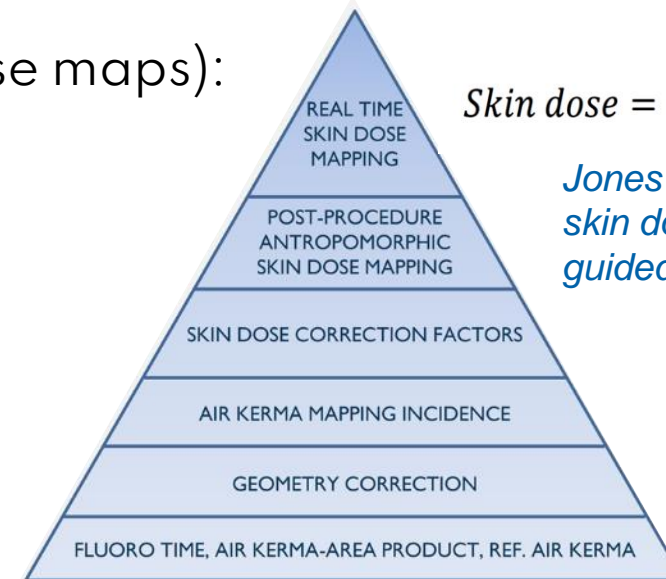 se maps):
REAL TIME
SKIN DOSE
MAPPING
Skin dose =
Jones
skin do
guided
POST-PROCEDURE
ANTROPOMORPHIC
SKIN DOSE MAPPING
SKIN DOSE CORRECTION FACTORS
AIR KERMA MAPPING INCIDENCE
GEOMETRY CORRECTION
FLUORO TIME, AIR KERMA-AREA PRODUCT, REF. AIR KERMA